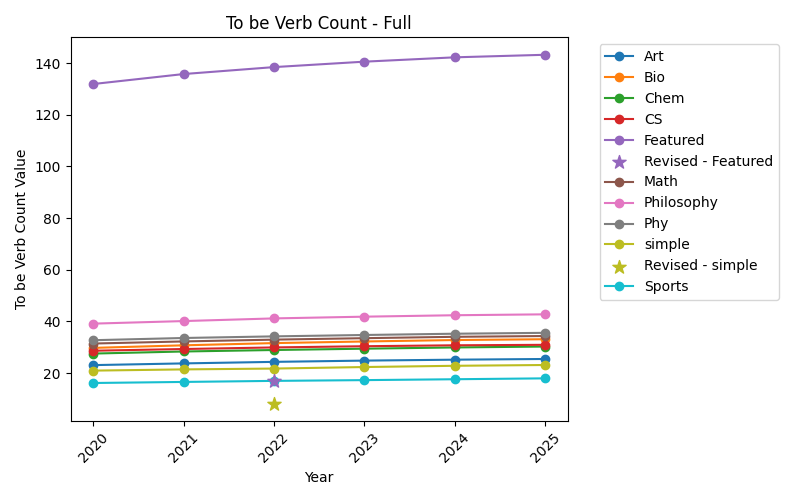 To be Verb Count - Full
To be Verb Count Value
140
120
100
80
60
40
20
2020
2021
2022
2023
2024
2025
Year
Art
Bio
Chem
CS
Featured
Revised - Featured
Math
Philosophy
Phy
simple
Revised - simple
Sports